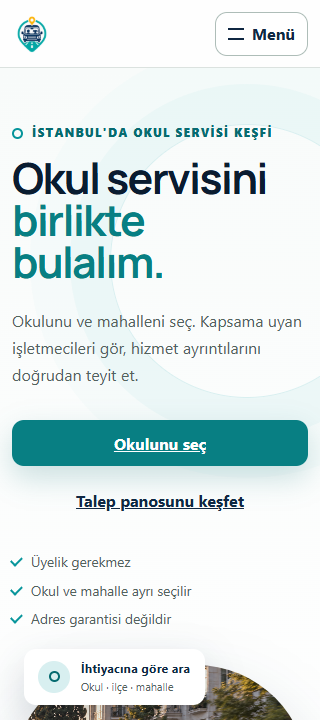 Menü
İSTANBUL'DA OKUL SERVİSİ KEŞFİ
Okul servisini
birlikte
bulalım.
Okulunu ve mahalleni seç. Kapsama uyan
işletmecileri gör, hizmet ayrıntılarını
doğrudan teyit et.
Okulunu seç
Talep panosunu keşfet
Üyelik gerekmez
Okul ve mahalle ayrı seçilir
Adres garantisi değildir
İhtiyacına göre ara
Okul · ilçe · mahalle